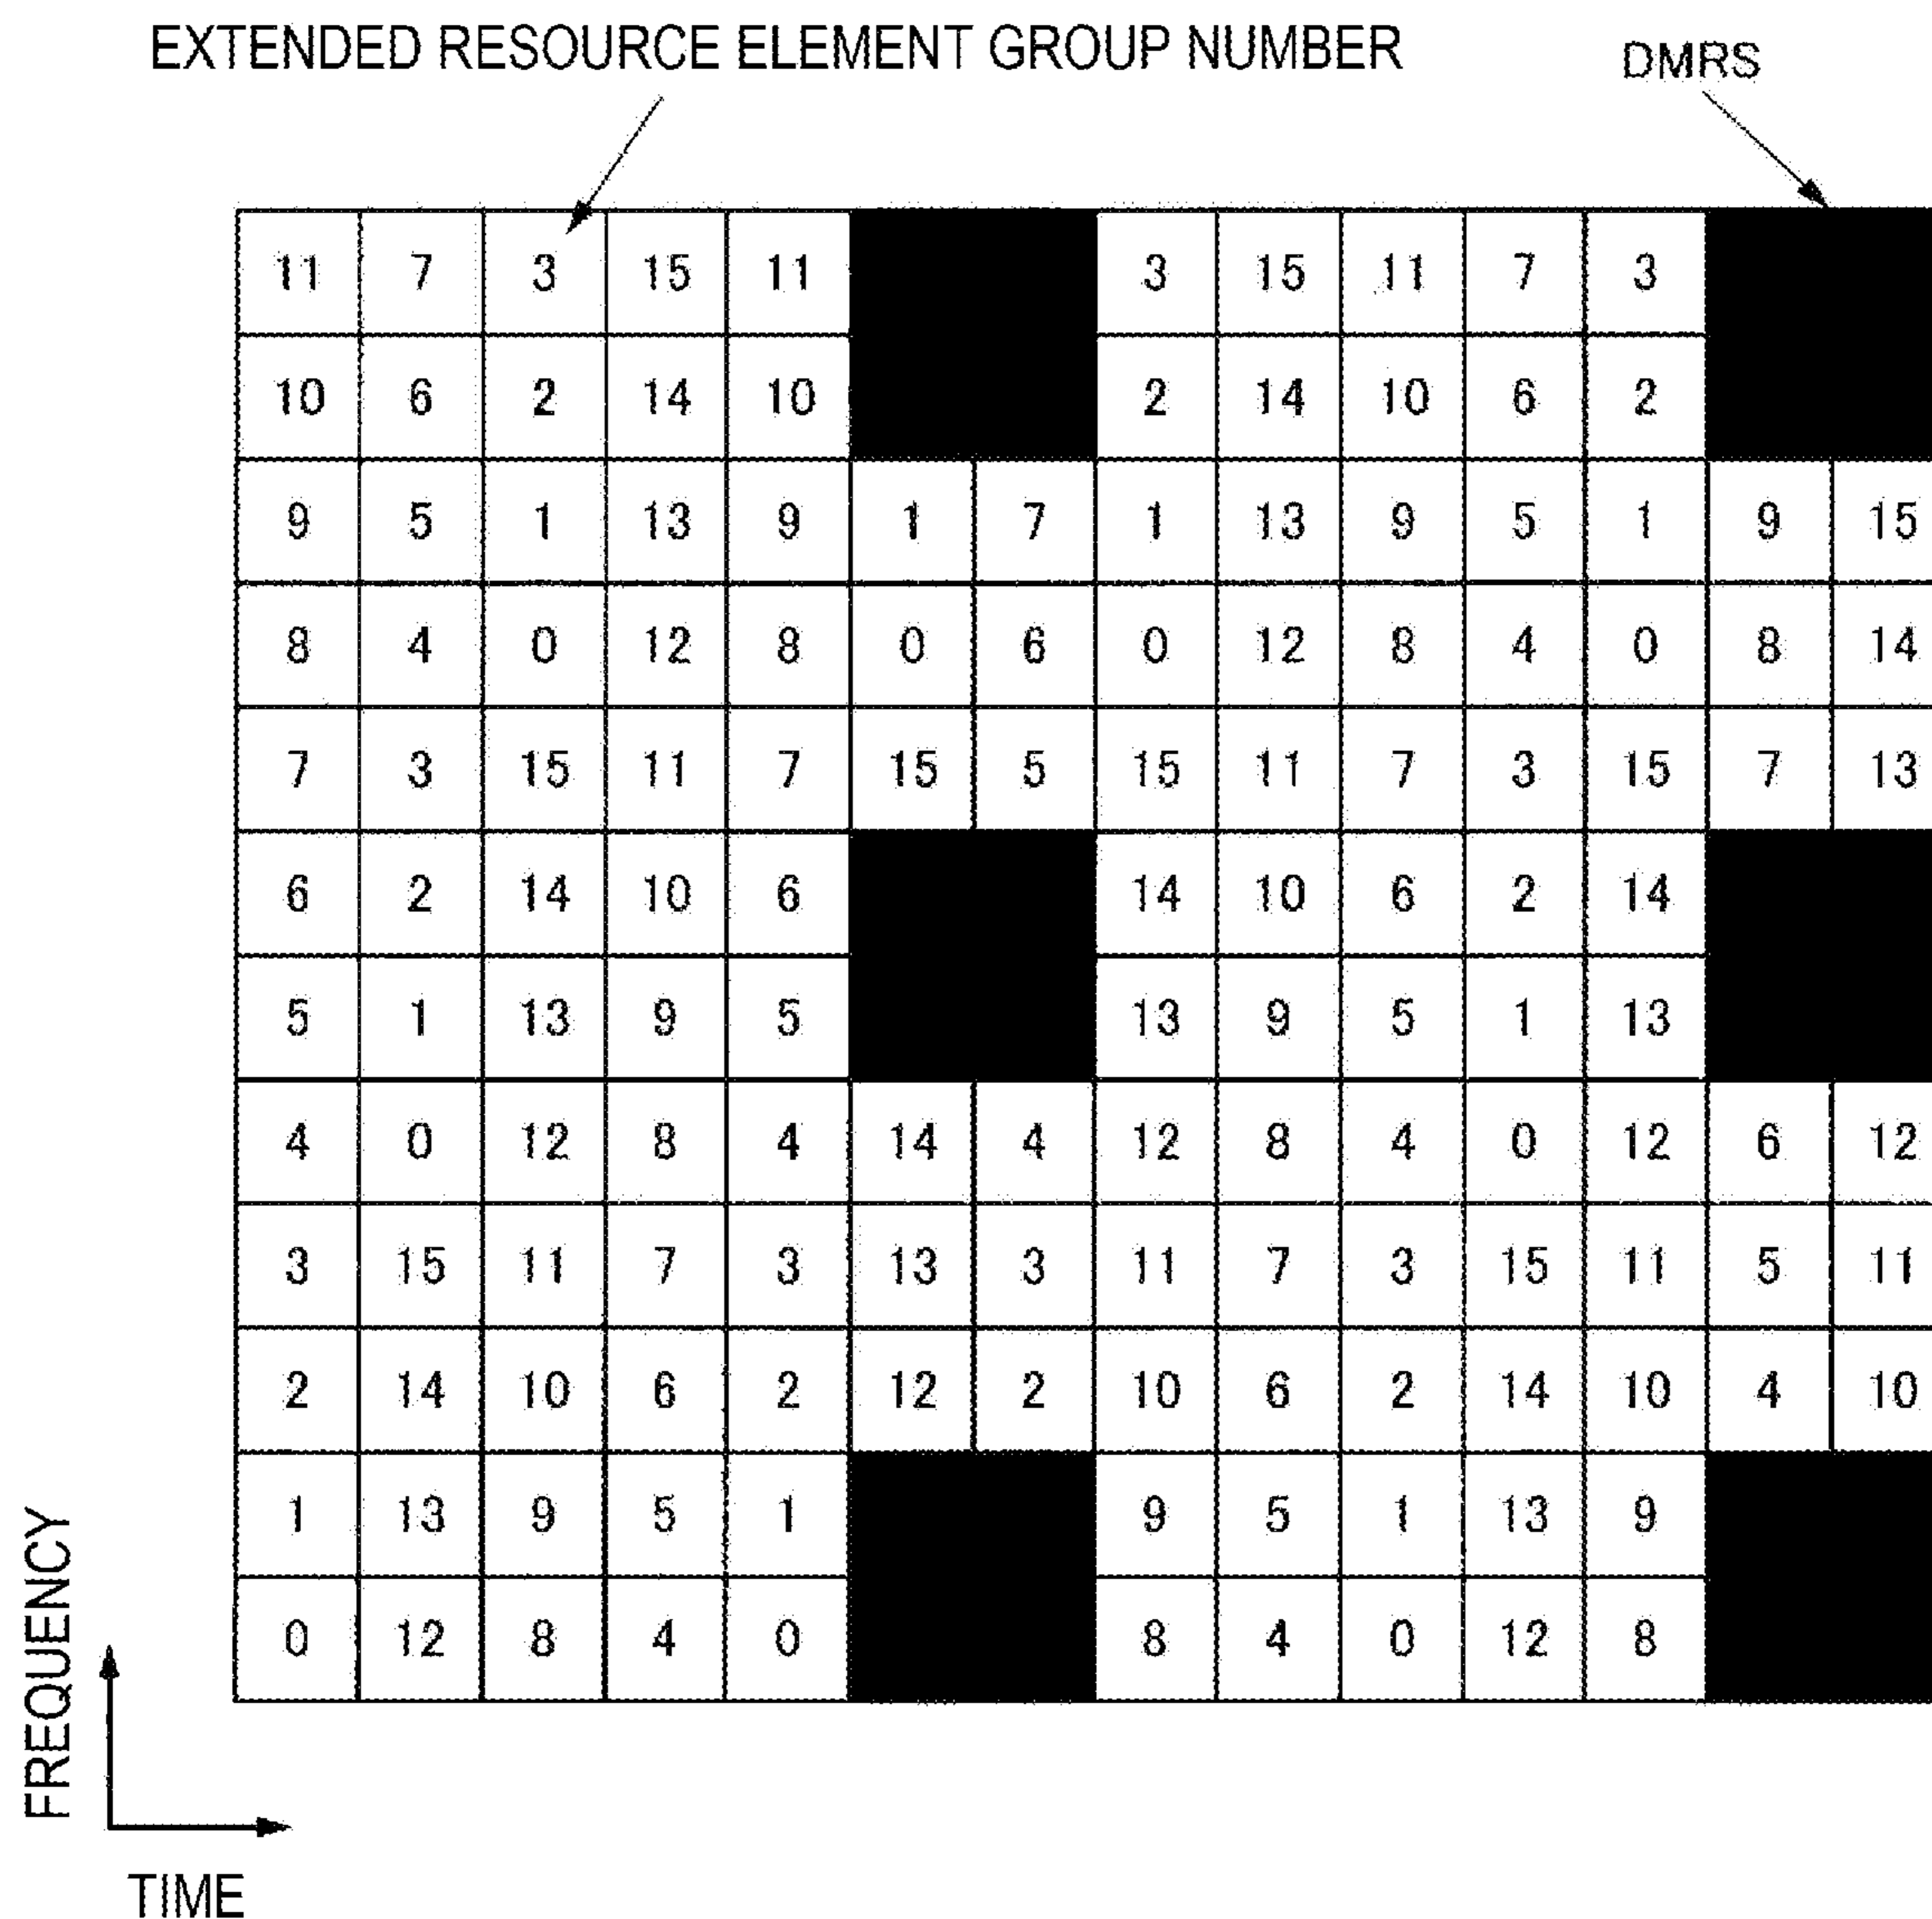 EXTENDED RESOURCE ELEMENT GROUP NUMBER DMRS
11 7 3 15 11 3 15 11 7 3
10 6 2 14 10 2 14 10 6 2
9 5 1 13 9 1 7 1 13 9 5 1 9 15
8 4 0 12 8 0 6 0 12 8 4 0 8 14
7 3 15 11 7 15 5 15 11 7 3 15 7 13
6 2 14 10 6 14 10 6 2 14
5 1 13 9 5 13 9 5 1 13
4 0 12 8 4 14 4 12 8 4 0 12 6 12
3 15 11 7 3 13 3 11 7 3 15 11 5 11
2 14 10 6 2 12 2 10 6 2 14 10 4 10
1 13 9 5 1 9 5 1 13 9
0 12 8 4 0 8 4 0 12 8
FREQUENCY
TIME